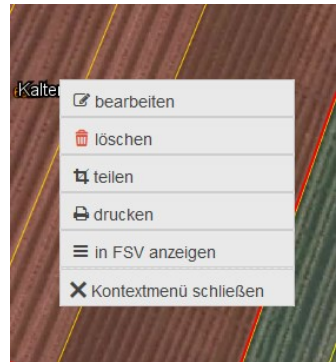 Kalte
bearbeiten
löschen
teilen
drucken
in FSV anzeigen
Kontextmenü schließen